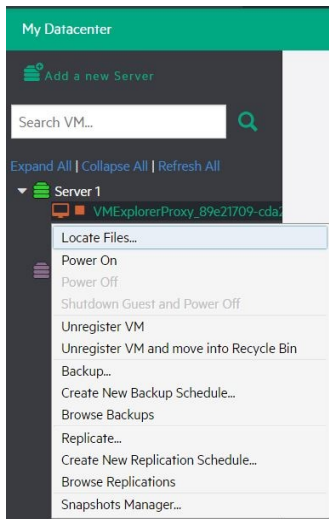 My Datacenter
Add a new Server
Search VM...
Expand All | Collapse All | Refresh All
Server 1
VMExplorerProxy_89e21709-cda2
Locate Files...
Power On
Power Off
Shutdown Guest and Power Off
Unregister VM
Unregister VM and move into Recycle Bin
Backup...
Create New Backup Schedule...
Browse Backups
Replicate...
Create New Replication Schedule...
Browse Replications
Snapshots Manager...